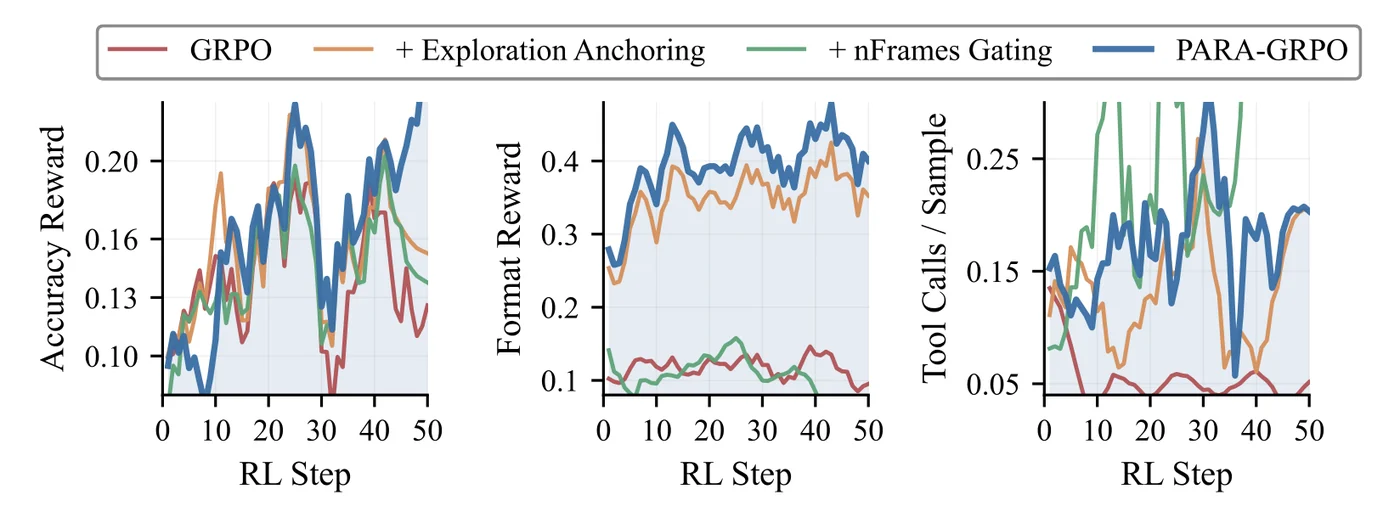 GRPO + Exploration Anchoring + nFrames Gating PARA-GRPO
Accuracy Reward
0.20
0.16
0.13
0.10
0 10 20 30 40 50
RL Step
Format Reward
0.4
0.3
0.2
0.1
0 10 20 30 40 50
RL Step
Tool Calls / Sample
0.25
0.15
0.05
0 10 20 30 40 50
RL Step